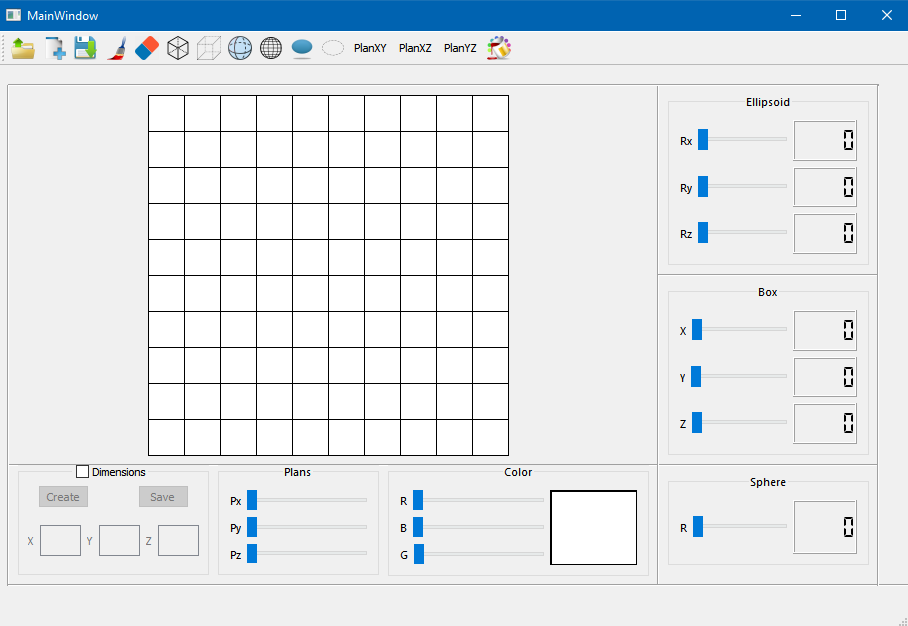 MainWindow
PlanXY PlanXZ PlanYZ
Ellipsoid
Rx 0
Ry 0
Rz 0
Box
X 0
Y 0
Z 0
Dimensions
Create Save
X Y Z
Plans
Px
Py
Pz
Color
R
B
G
Sphere
R 0